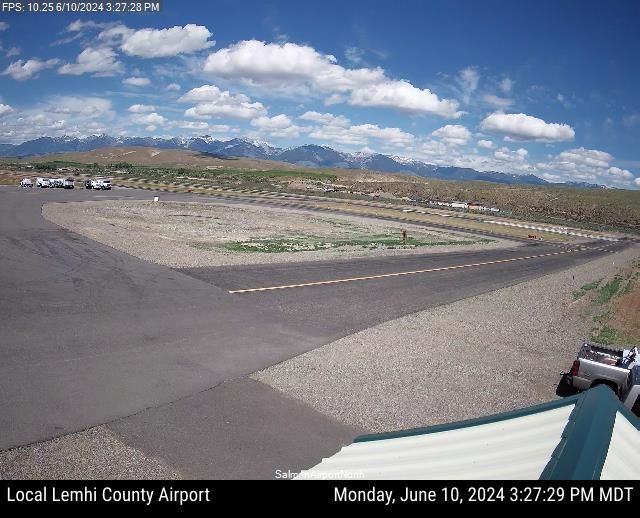 FPS: 10.25 6/10/2024 3:27:28 PM
SalmonAirportNorth
Local Lemhi County Airport
Monday, June 10, 2024 3:27:29 PM MDT